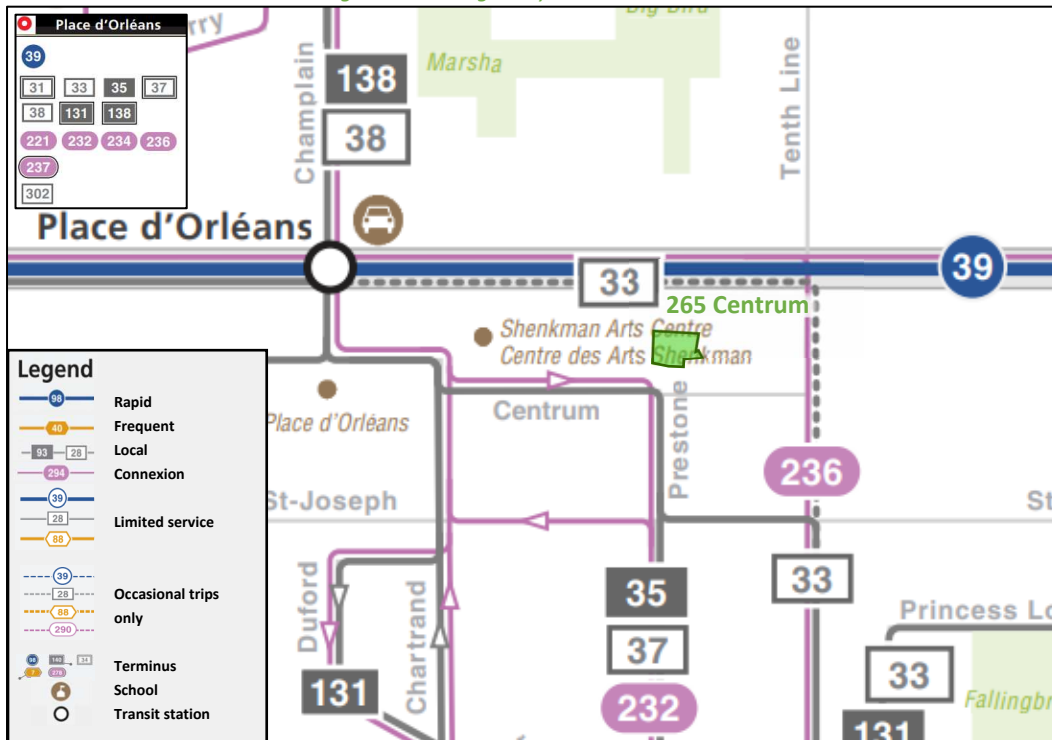 Place d'Orléans
39
31 33 35 37
38 131 138
221 232 234 236
237
302
Champlain
138
38
Marsha
Big Bird
Tenth Line
Place d'Orléans
33
39
265 Centrum
Shenkman Arts Centre
Centre des Arts Shenkman
Place d'Orléans
Centrum
Prestone
236
St-Joseph
St
Duford
Chartrand
131
35
37
232
33
Princess Lo
33
131
Fallingbr
Legend
98 Rapid
40 Frequent
93 28 Local
294 Connexion
39
28 Limited service
88
39
28 Occasional trips
88 only
290
Terminus
School
Transit station